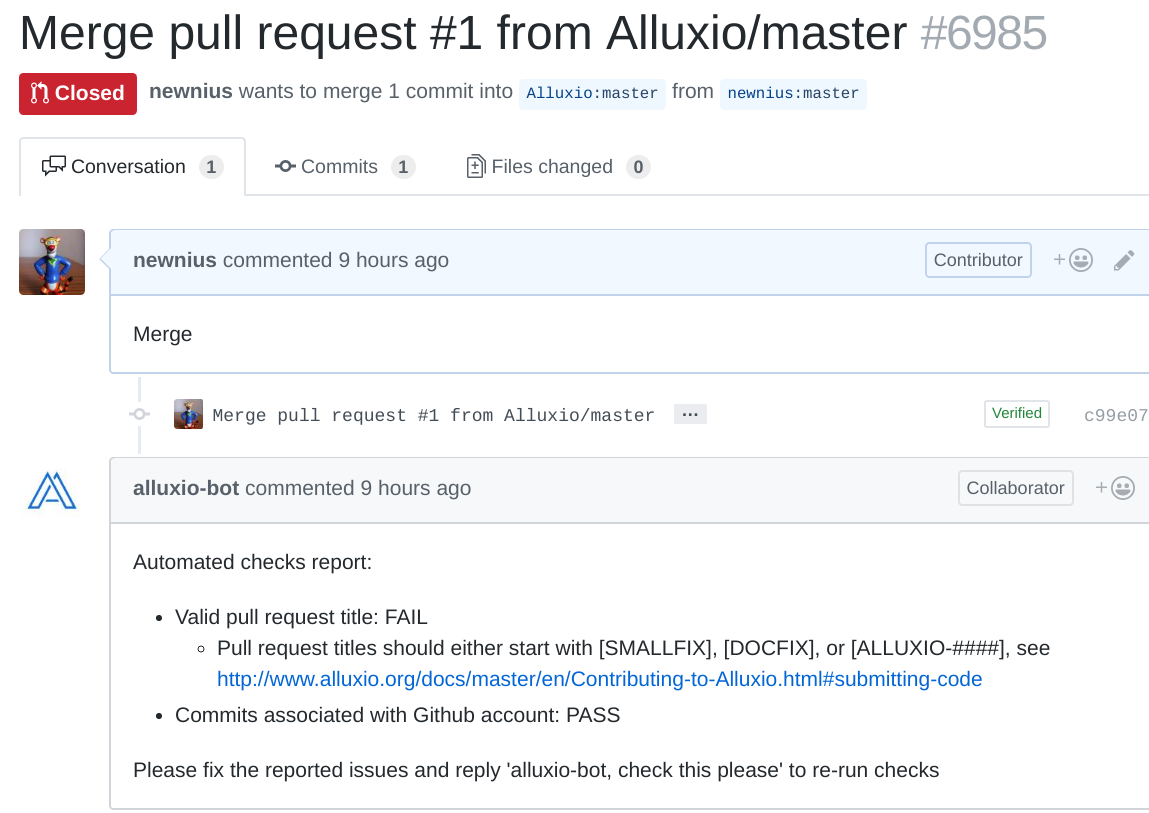 Merge pull request #1 from Alluxio/master #6985
Closed newnius wants to merge 1 commit into Alluxio:master from newnius:master
Conversation 1 Commits 1 Files changed 0
newnius commented 9 hours ago Contributor +
Merge
Merge pull request #1 from Alluxio/master ... Verified c99e07
alluxio-bot commented 9 hours ago Collaborator +
Automated checks report:
• Valid pull request title: FAIL
◦ Pull request titles should either start with [SMALLFIX], [DOCFIX], or [ALLUXIO-####], see
http://www.alluxio.org/docs/master/en/Contributing-to-Alluxio.html#submitting-code
• Commits associated with Github account: PASS
Please fix the reported issues and reply 'alluxio-bot, check this please' to re-run checks